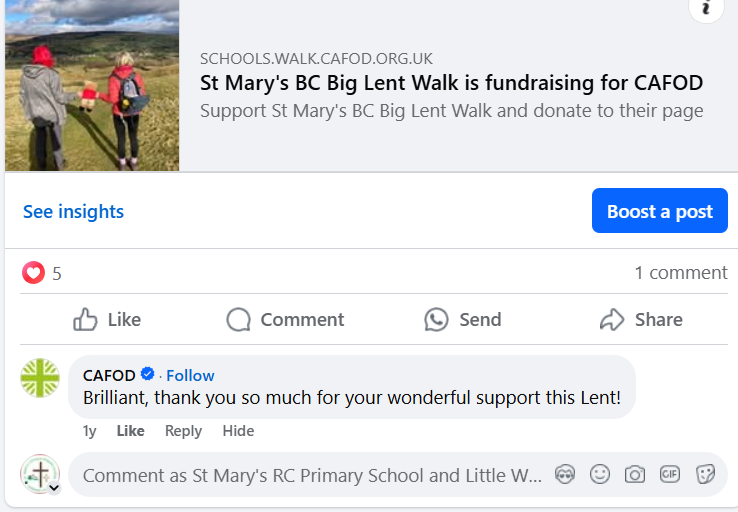 SCHOOLS.WALK.CAFOD.ORG.UK
St Mary's BC Big Lent Walk is fundraising for CAFOD
Support St Mary's BC Big Lent Walk and donate to their page
See insights
Boost a post
5
1 comment
Like
Comment
Send
Share
CAFOD · Follow
Brilliant, thank you so much for your wonderful support this Lent!
1y Like Reply Hide
Comment as St Mary's RC Primary School and Little W...
GIF